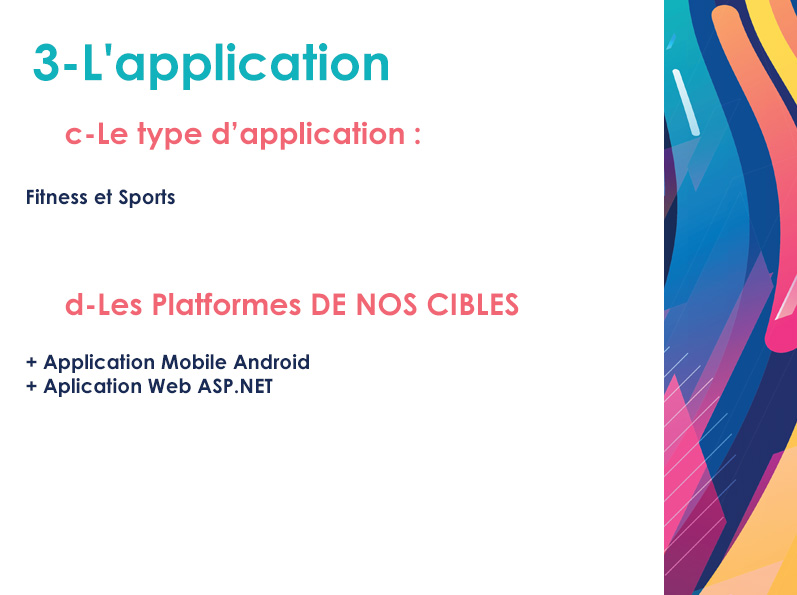 3-L'application
c-Le type d’application :
Fitness et Sports
d-Les Platformes DE NOS CIBLES
+ Application Mobile Android
+ Aplication Web ASP.NET